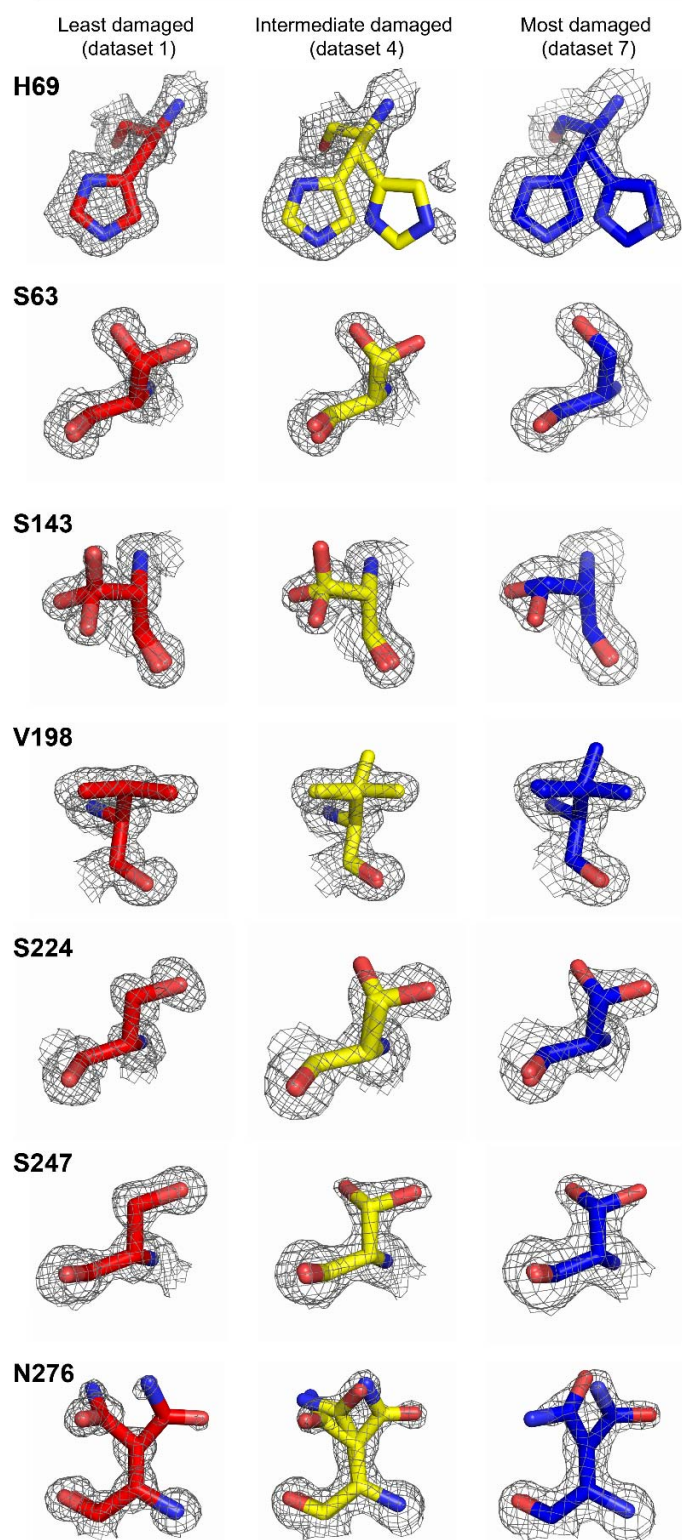 Least damaged Intermediate damaged Most damaged
(dataset 1) (dataset 4) (dataset 7)
H69
S63
S143
V198
S224
S247
N276